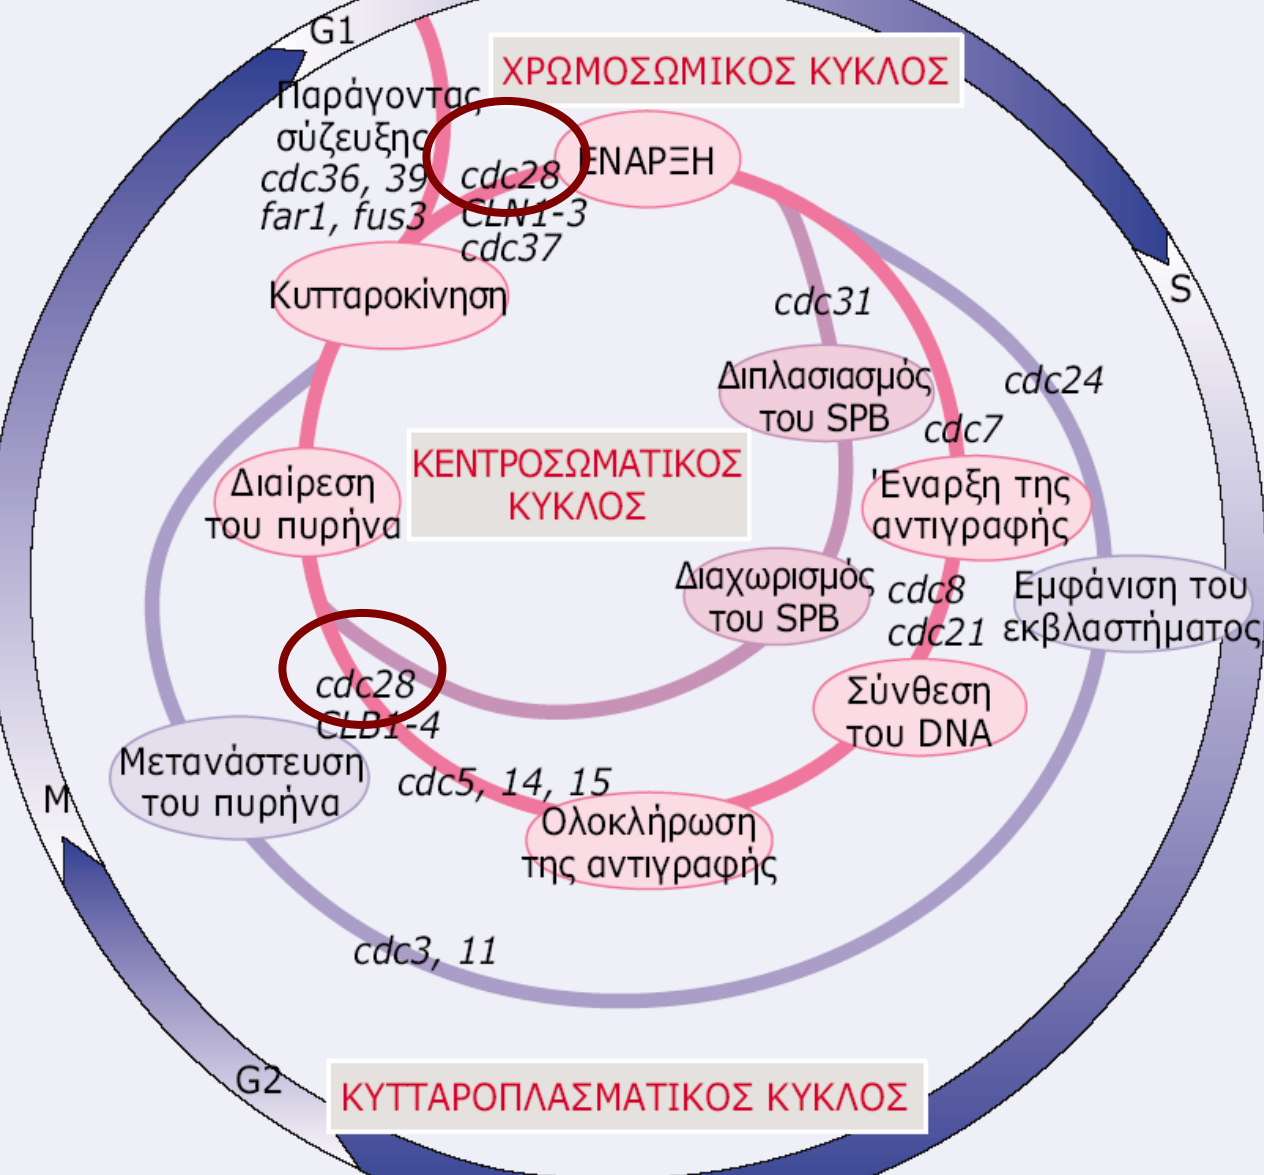 G1
ΧΡΩΜΟΣΩΜΙΚΟΣ ΚΥΚΛΟΣ
Παράγοντας
σύζευξης
cdc36, 39
far1, fus3
cdc28
CLN1-3
cdc37
ΕΝΑΡΞΗ
Κυτταροκίνηση
S
cdc31
cdc24
Διπλασιασμός
του SPB
cdc7
ΚΕΝΤΡΟΣΩΜΑΤΙΚΟΣ
ΚΥΚΛΟΣ
Διαίρεση
του πυρήνα
Έναρξη της
αντιγραφής
Διαχωρισμός
του SPB
cdc8
cdc21
Εμφάνιση του
εκβλαστήματος
cdc28
CLB1-4
Σύνθεση
του DNA
Μετανάστευση
του πυρήνα
M
cdc5, 14, 15
Ολοκλήρωση
της αντιγραφής
cdc3, 11
G2
ΚΥΤΤΑΡΟΠΛΑΣΜΑΤΙΚΟΣ ΚΥΚΛΟΣ